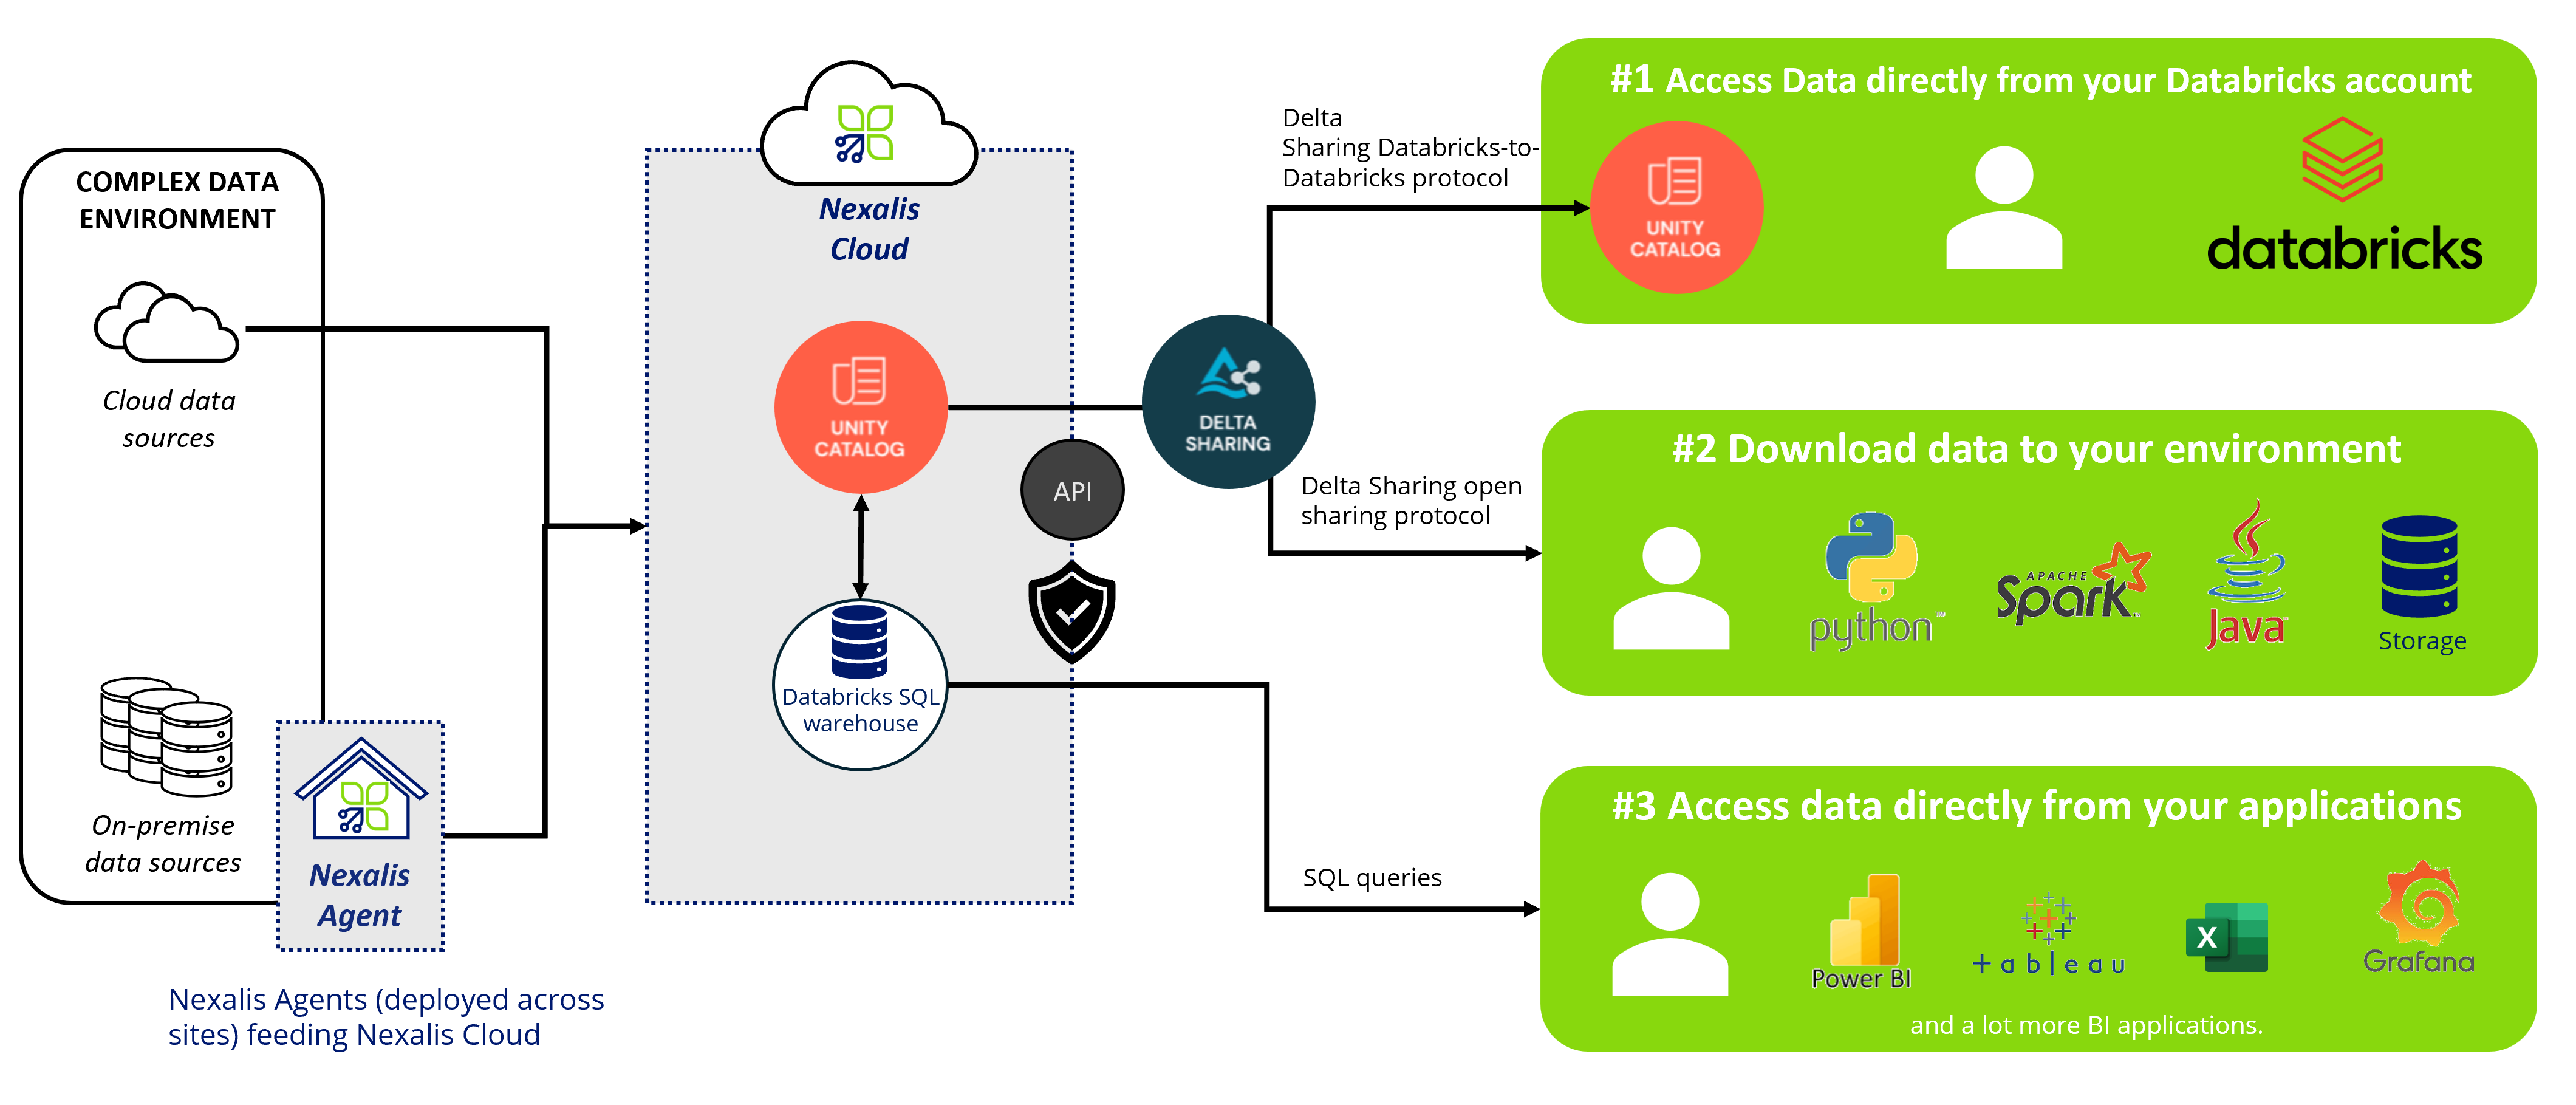 COMPLEX DATA
ENVIRONMENT
Cloud data
sources
On-premise
data sources
Nexalis
Agent
Nexalis Agents (deployed across
sites) feeding Nexalis Cloud
Nexalis
Cloud
UNITY
CATALOG
API
Databricks SQL
warehouse
DELTA
SHARING
Delta
Sharing Databricks-to-
Databricks protocol
Delta Sharing open
sharing protocol
SQL queries
#1 Access Data directly from your Databricks account
UNITY
CATALOG
databricks
#2 Download data to your environment
python
APACHE
Spark
Java
Storage
#3 Access data directly from your applications
Power BI
+ableau
X
Grafana
and a lot more BI applications.